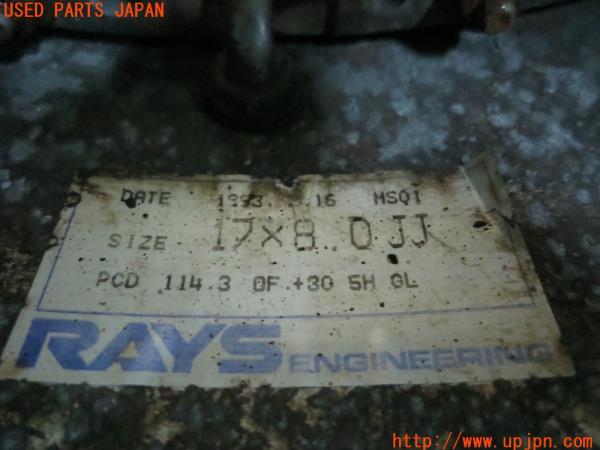 USED PARTS JAPAN
DATE 1993. .16 MSQT
SIZE 17×8.0JJ
PCD 114.3 OF.+30 5H GL
RAYS ENGINEERING
http://www.upjpn.com/